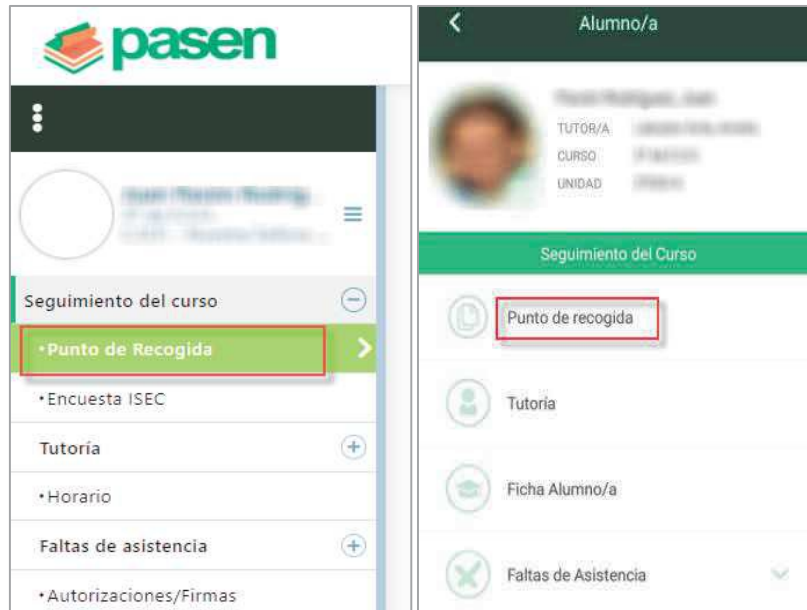 pasen
Seguimiento del curso
•Punto de Recogida
•Encuesta ISEC
Tutoría
•Horario
Faltas de asistencia
•Autorizaciones/Firmas
Alumno/a
TUTOR/A
CURSO
UNIDAD
Seguimiento del Curso
Punto de recogida
Tutoría
Ficha Alumno/a
Faltas de Asistencia